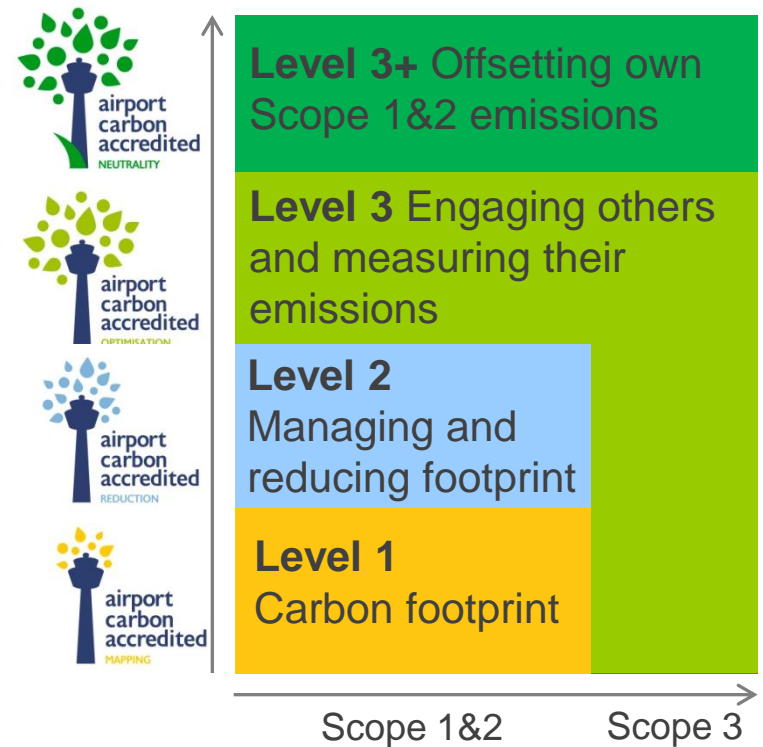 airport
carbon
accredited
NEUTRALITY
Level 3+ Offsetting own
Scope 1&2 emissions
airport
carbon
accredited
OPTIMISATION
Level 3 Engaging others
and measuring their
emissions
airport
carbon
accredited
REDUCTION
Level 2
Managing and
reducing footprint
airport
carbon
accredited
MAPPING
Level 1
Carbon footprint
Scope 1&2
Scope 3